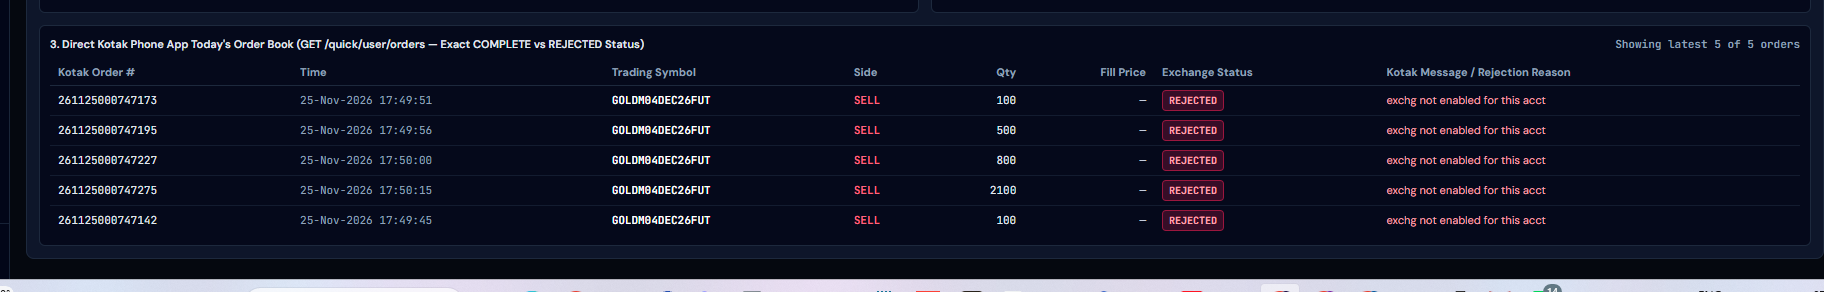 3. Direct Kotak Phone App Today's Order Book (GET /quick/user/orders — Exact COMPLETE vs REJECTED Status)
Showing latest 5 of 5 orders
Kotak Order # Time Trading Symbol Side Qty Fill Price Exchange Status Kotak Message / Rejection Reason
261125000747173 25-Nov-2026 17:49:51 GOLDM04DEC26FUT SELL 100 — REJECTED exchg not enabled for this acct
261125000747195 25-Nov-2026 17:49:56 GOLDM04DEC26FUT SELL 500 — REJECTED exchg not enabled for this acct
261125000747227 25-Nov-2026 17:50:00 GOLDM04DEC26FUT SELL 800 — REJECTED exchg not enabled for this acct
261125000747275 25-Nov-2026 17:50:15 GOLDM04DEC26FUT SELL 2100 — REJECTED exchg not enabled for this acct
261125000747142 25-Nov-2026 17:49:45 GOLDM04DEC26FUT SELL 100 — REJECTED exchg not enabled for this acct